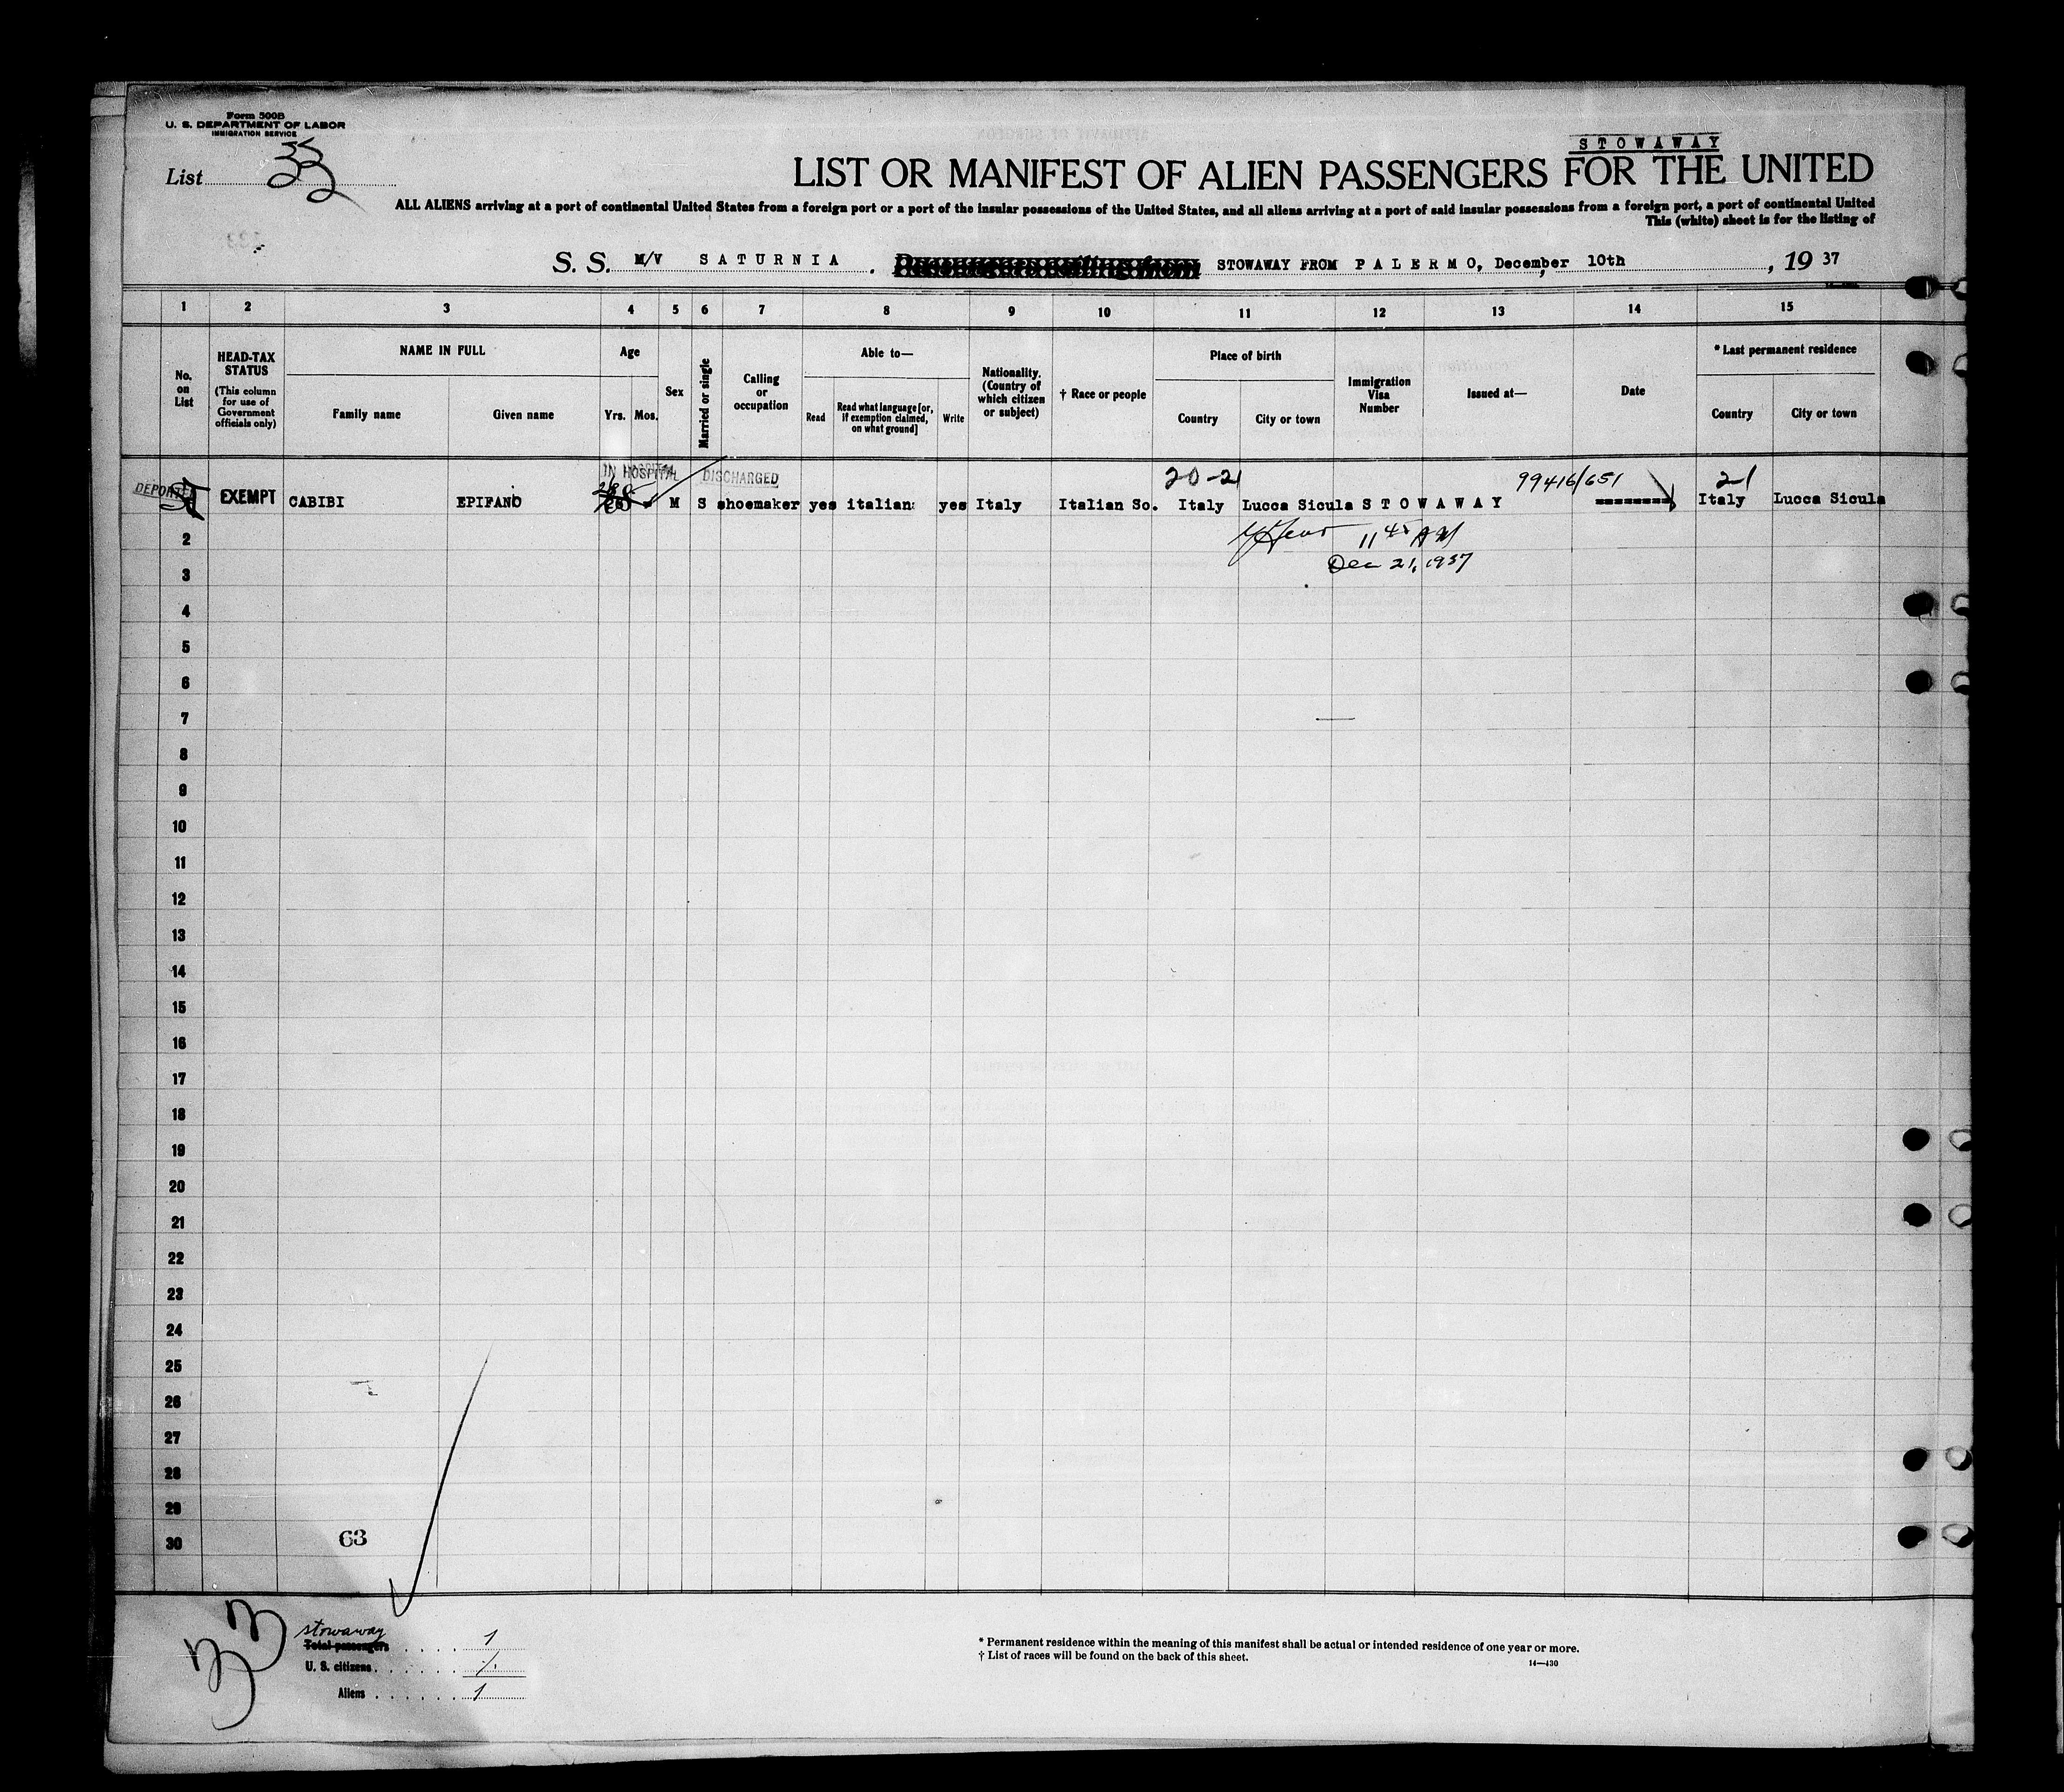 Form 500B
U. S. DEPARTMENT OF LABOR
IMMIGRATION SERVICE
List 33
STOWAWAY
LIST OR MANIFEST OF ALIEN PASSENGERS FOR THE UNITED
ALL ALIENS arriving at a port of continental United States from a foreign port or a port of the insular possessions of the United States, and all aliens arriving at a port of said insular possessions from a foreign port, a port of continental United
This (white) sheet is for the listing of
S. S. M/V SATURNIA. Passengers sailing from STOWAWAY FROM PALERMO, December 10th, 19 37
1 2 3 4 5 6 7 8 9 10 11 12 13 14 15
No. on List
HEAD-TAX STATUS
(This column for use of Government officials only)
NAME IN FULL
Family name
Given name
Age
Yrs.
Mos.
Sex
Married or single
Calling or occupation
Able to—
Read
Read what language [or, if exemption claimed, on what ground]
Write
Nationality. (Country of which citizen or subject)
† Race or people
Place of birth
Country
City or town
Immigration Visa Number
Issued at—
Date
* Last permanent residence
Country
City or town
IN HOSPITAL DISCHARGED 20-21 99416/651 21
DEPORTED EXEMPT CABIBI EPIFANO M S shoemaker yes italian yes Italy Italian So. Italy Lucca Sicula STOWAWAY Italy Lucca Sicula
11 45 AM
Dec 21, 1937
2
3
4
5
6
7
8
9
10
11
12
13
14
15
16
17
18
19
20
21
22
23
24
25
26
27
28
29
30
63
33
stowaway
Total passengers 1
U. S. citizens
Aliens 1
* Permanent residence within the meaning of this manifest shall be actual or intended residence of one year or more.
† List of races will be found on the back of this sheet.
14—430